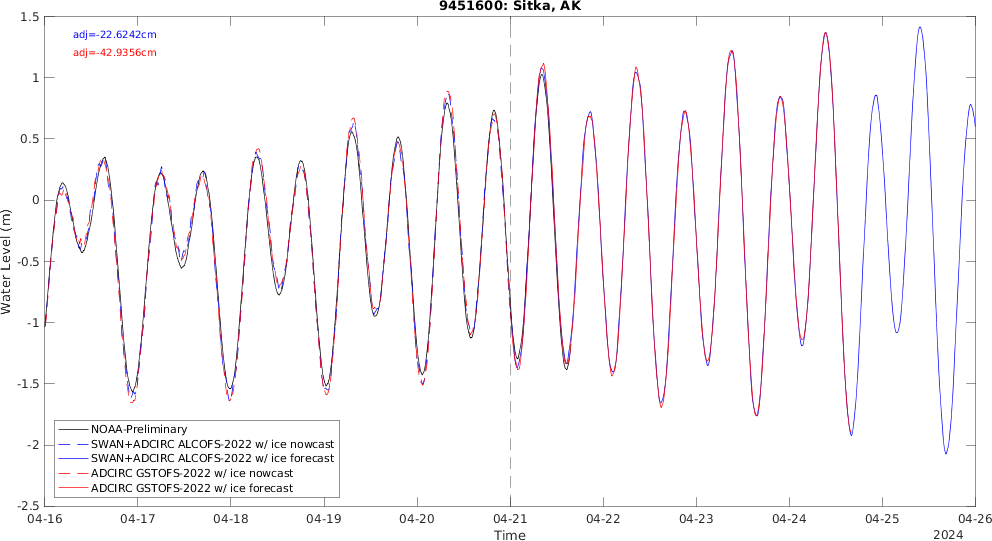 9451600: Sitka, AK
adj=-22.6242cm
adj=-42.9356cm
1.5
1
0.5
0
-0.5
-1
-1.5
-2
-2.5
Water Level (m)
NOAA-Preliminary
SWAN+ADCIRC ALCOFS-2022 w/ ice nowcast
SWAN+ADCIRC ALCOFS-2022 w/ ice forecast
ADCIRC GSTOFS-2022 w/ ice nowcast
ADCIRC GSTOFS-2022 w/ ice forecast
04-16 04-17 04-18 04-19 04-20 04-21 04-22 04-23 04-24 04-25 04-26
Time
2024